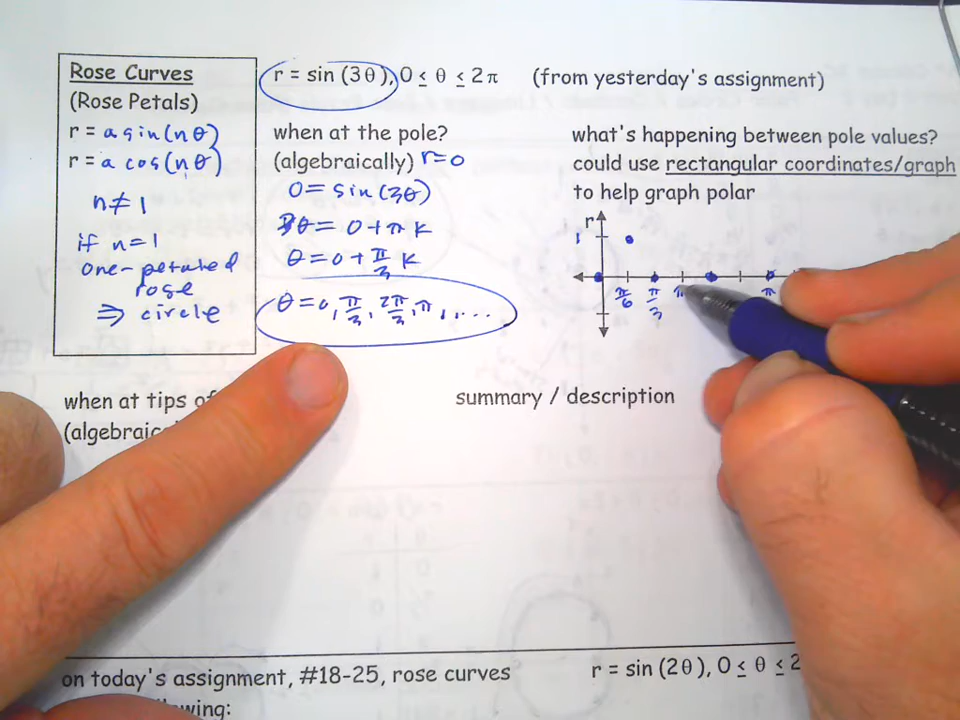 Rose Curves
(Rose Petals)
r = a sin(nθ)
r = a cos(nθ)
n ≠ 1
if n = 1
one-petaled
rose
⇒ circle
r = sin (3θ), 0 ≤ θ ≤ 2π
(from yesterday's assignment)
when at the pole?
(algebraically) r=0
0 = sin(3θ)
3θ = 0 + π k
θ = 0 + π/3 k
θ = 0, π/3, 2π/3, π, , ....
what's happening between pole values?
could use rectangular coordinates/graph
to help graph polar
r
1
π/6 π/3 π π
when at tips of
(algebraic
summary / description
on today's assignment, #18-25, rose curves
r = sin (2θ), 0 ≤ θ ≤ 2
owing: